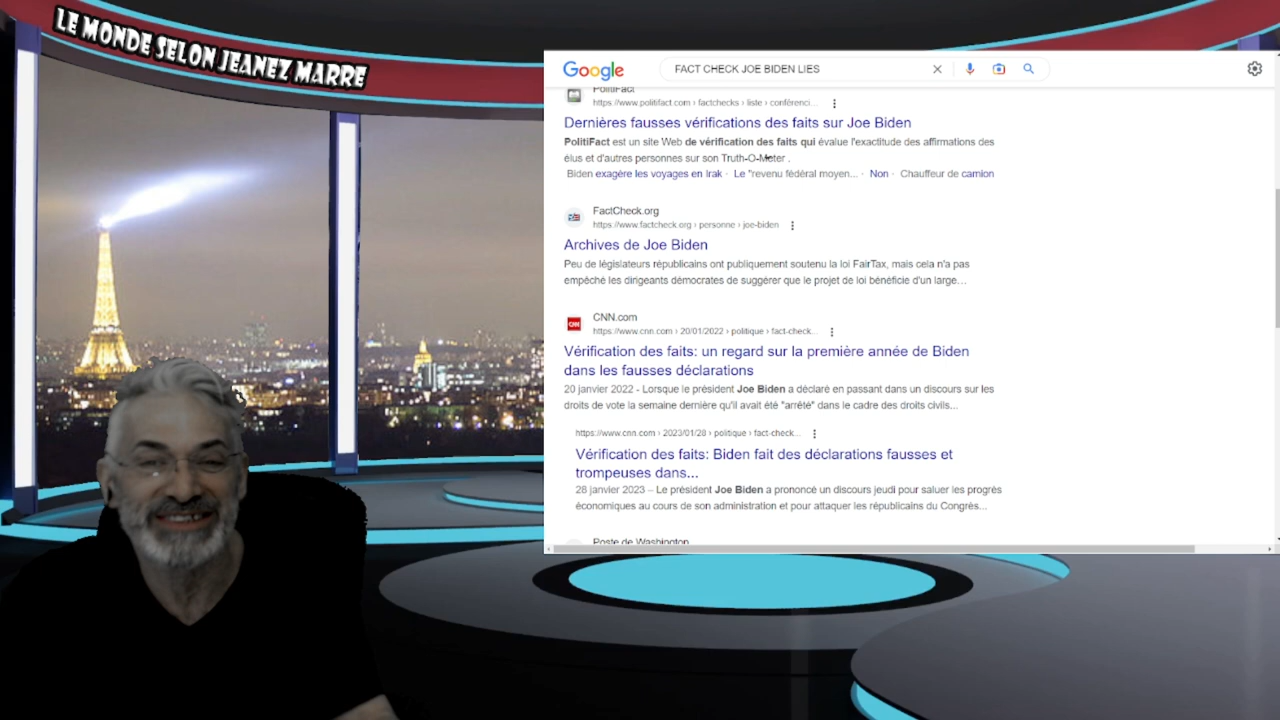 LE MONDE SELON JEANEZ MARRE
Google
FACT CHECK JOE BIDEN LIES
PolitiFact
https://www.politifact.com › factchecks › liste › conférenci...
Dernières fausses vérifications des faits sur Joe Biden
PolitiFact est un site Web de vérification des faits qui évalue l'exactitude des affirmations des
élus et d'autres personnes sur son Truth-O-Meter .
Biden exagère les voyages en Irak · Le "revenu fédéral moyen... · Non · Chauffeur de camion
FactCheck.org
https://www.factcheck.org › personne › joe-biden
Archives de Joe Biden
Peu de législateurs républicains ont publiquement soutenu la loi FairTax, mais cela n'a pas
empêché les dirigeants démocrates de suggérer que le projet de loi bénéficie d'un large...
CNN
CNN.com
https://www.cnn.com › 20/01/2022 › politique › fact-check...
Vérification des faits: un regard sur la première année de Biden
dans les fausses déclarations
20 janvier 2022 - Lorsque le président Joe Biden a déclaré en passant dans un discours sur les
droits de vote la semaine dernière qu'il avait été "arrêté" dans le cadre des droits civils...
https://www.cnn.com › 2023/01/28 › politique › fact-check...
Vérification des faits: Biden fait des déclarations fausses et
trompeuses dans...
28 janvier 2023 – Le président Joe Biden a prononcé un discours jeudi pour saluer les progrès
économiques au cours de son administration et pour attaquer les républicains du Congrès...
Poste de Washington